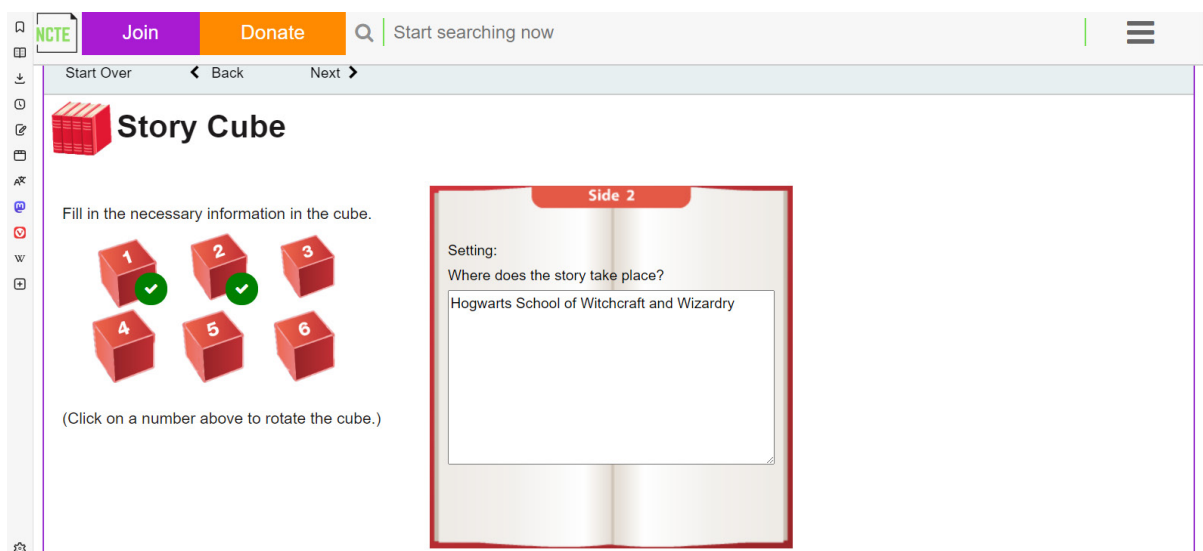 NCTE
Join
Donate
Start searching now
Start Over
Back
Next
Story Cube
Fill in the necessary information in the cube.
1
2
3
4
5
6
(Click on a number above to rotate the cube.)
Side 2
Setting:
Where does the story take place?
Hogwarts School of Witchcraft and Wizardry
W